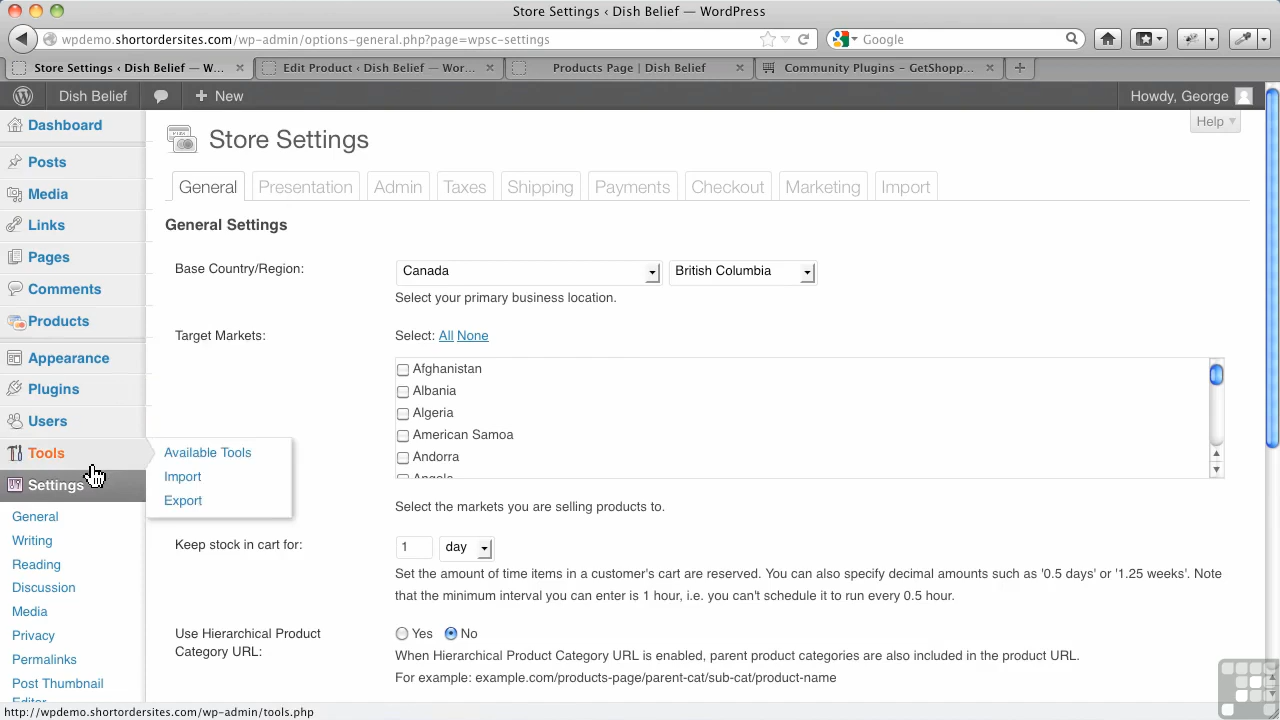 Store Settings ‹ Dish Belief — WordPress
wpdemo.shortordersites.com/wp-admin/options-general.php?page=wpsc-settings
Google
Store Settings ‹ Dish Belief — W...
Edit Product ‹ Dish Belief — Wor...
Products Page | Dish Belief
Community Plugins – GetShopp...
Dish Belief
+ New
Howdy, George
Help
Dashboard
Posts
Media
Links
Pages
Comments
Products
Appearance
Plugins
Users
Tools
Settings
General
Writing
Reading
Discussion
Media
Privacy
Permalinks
Post Thumbnail
Editor
Available Tools
Import
Export
Store Settings
General
Presentation
Admin
Taxes
Shipping
Payments
Checkout
Marketing
Import
General Settings
Base Country/Region:
Canada
British Columbia
Select your primary business location.
Target Markets:
Select: All None
Afghanistan
Albania
Algeria
American Samoa
Andorra
Angola
Select the markets you are selling products to.
Keep stock in cart for:
1
day
Set the amount of time items in a customer's cart are reserved. You can also specify decimal amounts such as '0.5 days' or '1.25 weeks'. Note
that the minimum interval you can enter is 1 hour, i.e. you can't schedule it to run every 0.5 hour.
Use Hierarchical Product
Category URL:
Yes
No
When Hierarchical Product Category URL is enabled, parent product categories are also included in the product URL.
For example: example.com/products-page/parent-cat/sub-cat/product-name
http://wpdemo.shortordersites.com/wp-admin/tools.php